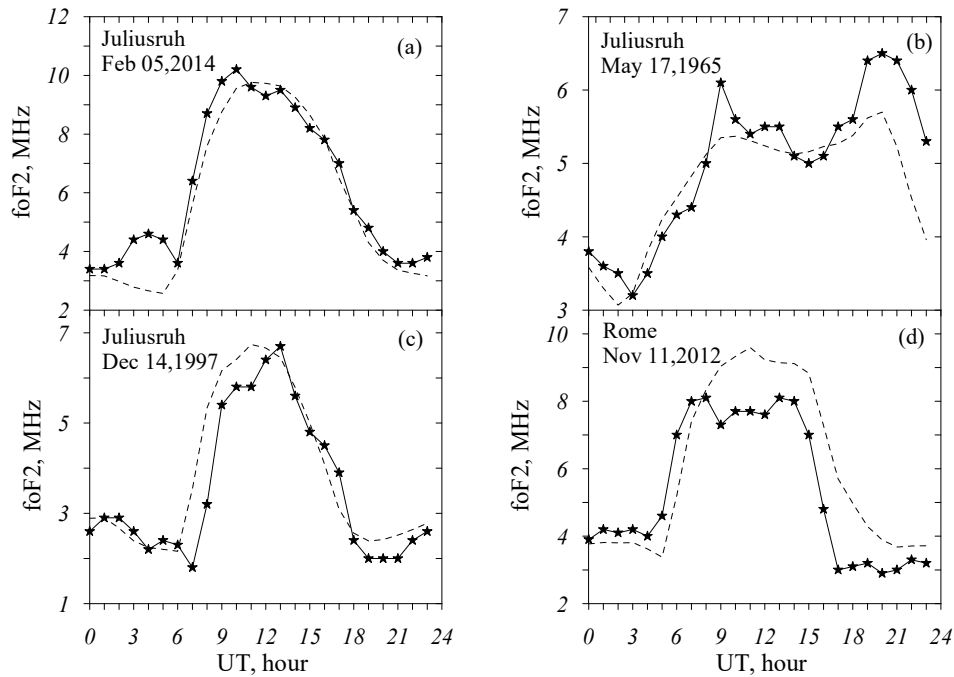 12
10
8
6
4
2
foF2, MHz
Juliusruh
Feb 05,2014
(a)
7
6
5
4
3
foF2, MHz
Juliusruh
May 17,1965
(b)
7
5
3
1
foF2, MHz
Juliusruh
Dec 14,1997
(c)
0 3 6 9 12 15 18 21 24
UT, hour
10
8
6
4
2
foF2, MHz
Rome
Nov 11,2012
(d)
0 3 6 9 12 15 18 21 24
UT, hour